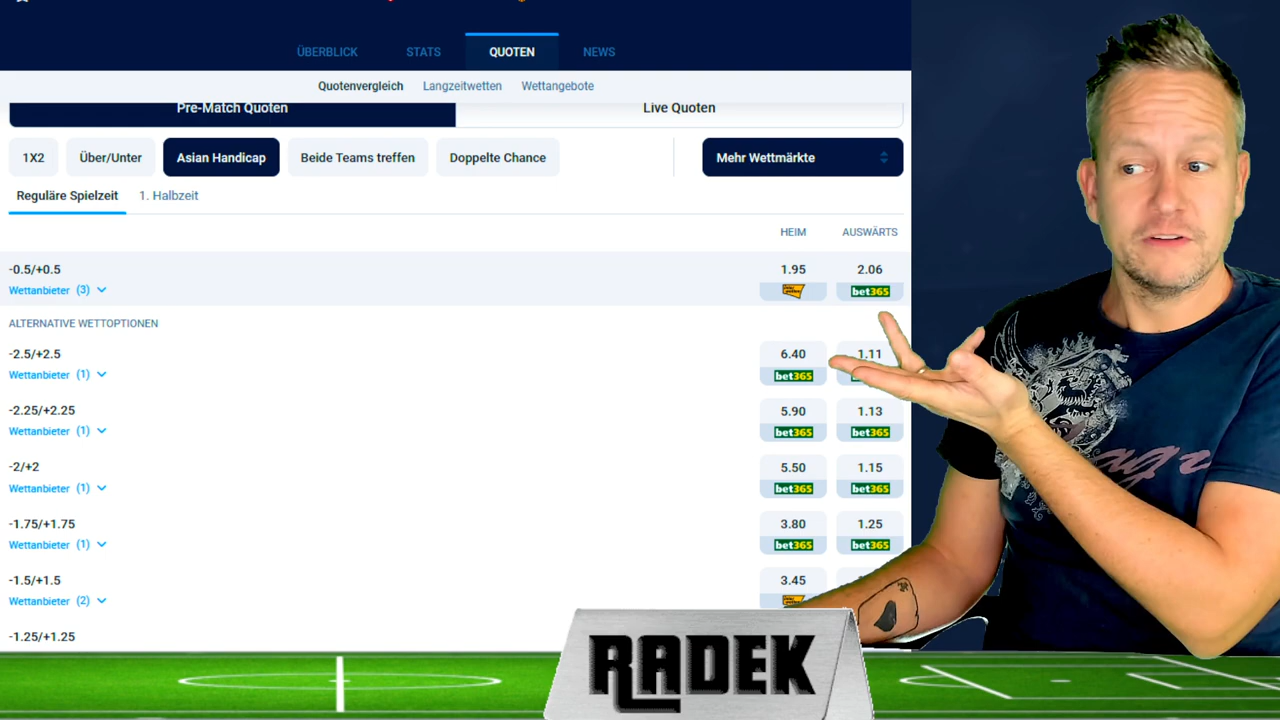 ÜBERBLICK STATS QUOTEN NEWS
Quotenvergleich Langzeitwetten Wettangebote
Pre-Match Quoten Live Quoten
1X2 Über/Unter Asian Handicap Beide Teams treffen Doppelte Chance Mehr Wettmärkte
Reguläre Spielzeit 1. Halbzeit
HEIM AUSWÄRTS
-0.5/+0.5 1.95 2.06
Wettanbieter (3) bet365
ALTERNATIVE WETTOPTIONEN
-2.5/+2.5 6.40 1.11
Wettanbieter (1) bet365
-2.25/+2.25 5.90 1.13
Wettanbieter (1) bet365 bet365
-2/+2 5.50 1.15
Wettanbieter (1) bet365 bet365
-1.75/+1.75 3.80 1.25
Wettanbieter (1) bet365 bet365
-1.5/+1.5 3.45
Wettanbieter (2)
-1.25/+1.25
RADEK